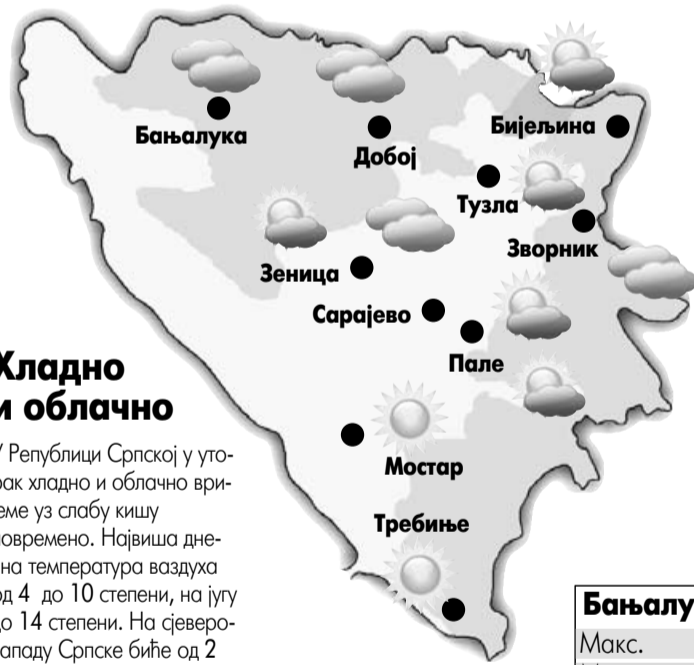 Бањалука
Добој
Бијељина
Тузла
Зворник
Зеница
Сарајево
Пале
Мостар
Требиње
Хладно
и облачно
У Републици Српској у уто-
рак хладно и облачно ври-
јеме уз слабу кишу
повремено. Највиша дне-
вна температура ваздуха
од 4 до 10 степени, на југу
до 14 степени. На сјеверо-
западу Српске биће од 2
Бањалу
Макс.